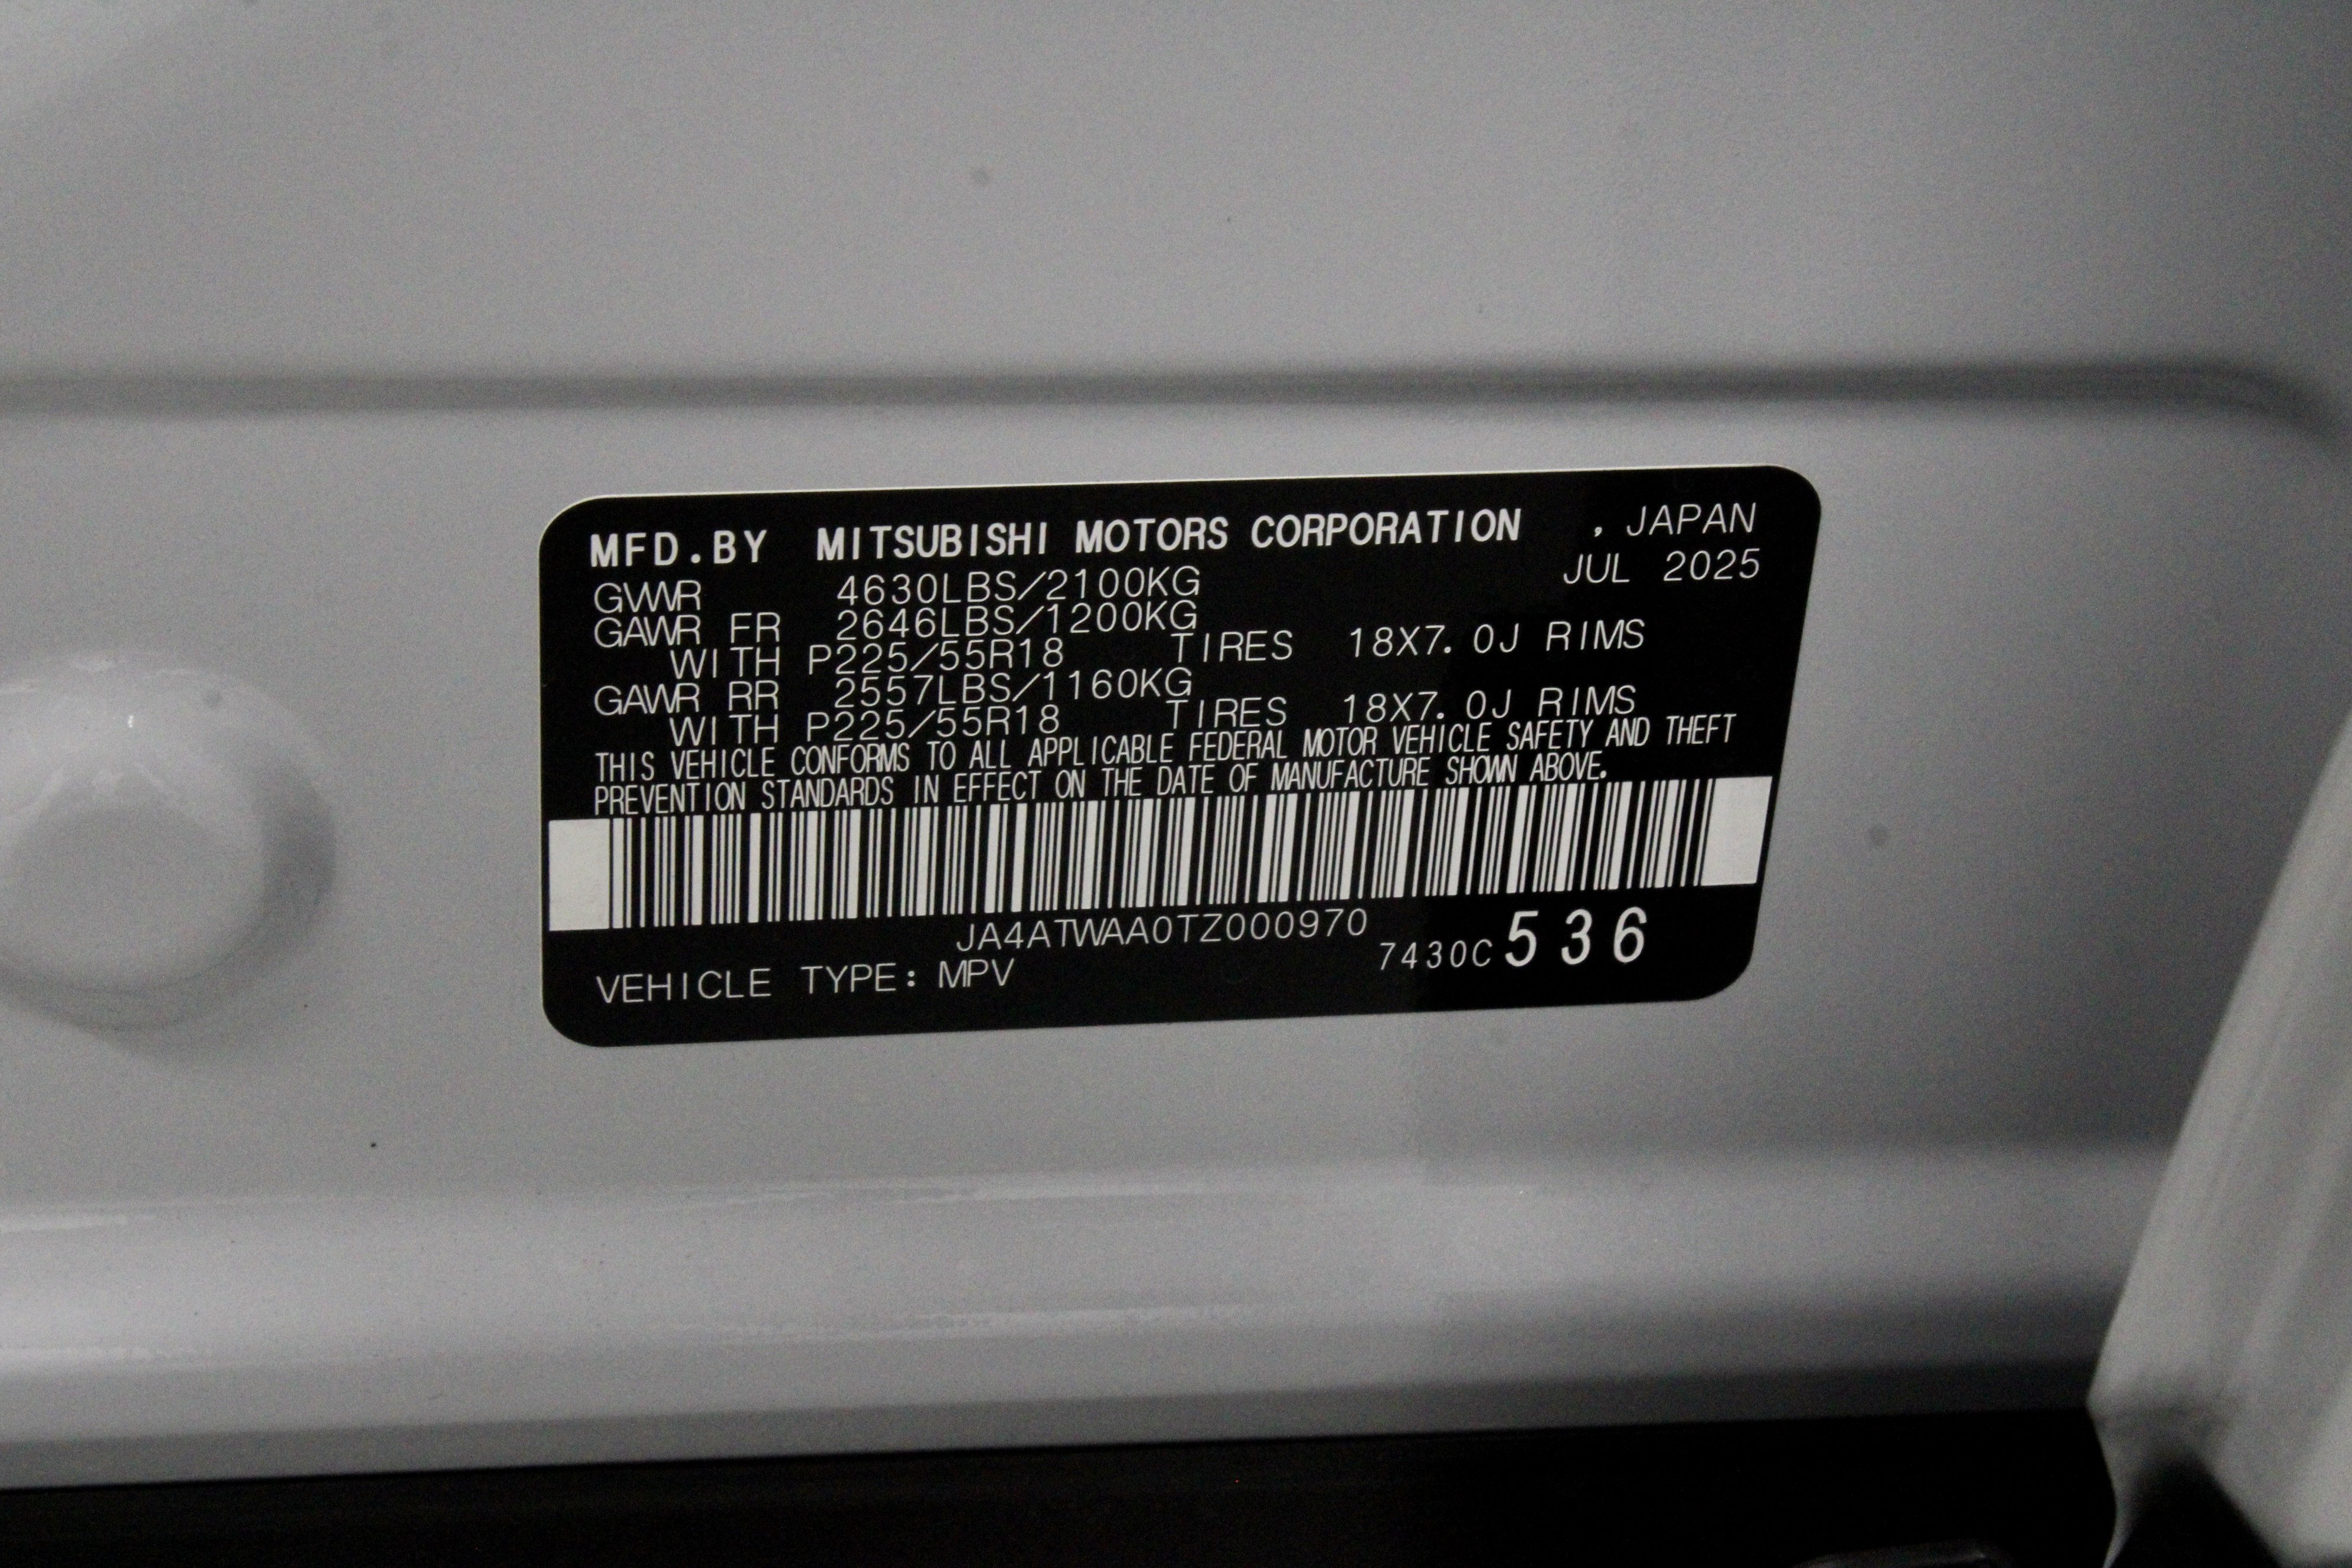 MFD.BY MITSUBISHI MOTORS CORPORATION , JAPAN
JUL 2025
GVWR 4630LBS/2100KG
GAWR FR 2646LBS/1200KG
WITH P225/55R18 TIRES 18X7.0J RIMS
GAWR RR 2557LBS/1160KG
WITH P225/55R18 TIRES 18X7.0J RIMS
THIS VEHICLE CONFORMS TO ALL APPLICABLE FEDERAL MOTOR VEHICLE SAFETY AND THEFT
PREVENTION STANDARDS IN EFFECT ON THE DATE OF MANUFACTURE SHOWN ABOVE.
JA4ATWAA0TZ000970
7430C 536
VEHICLE TYPE: MPV